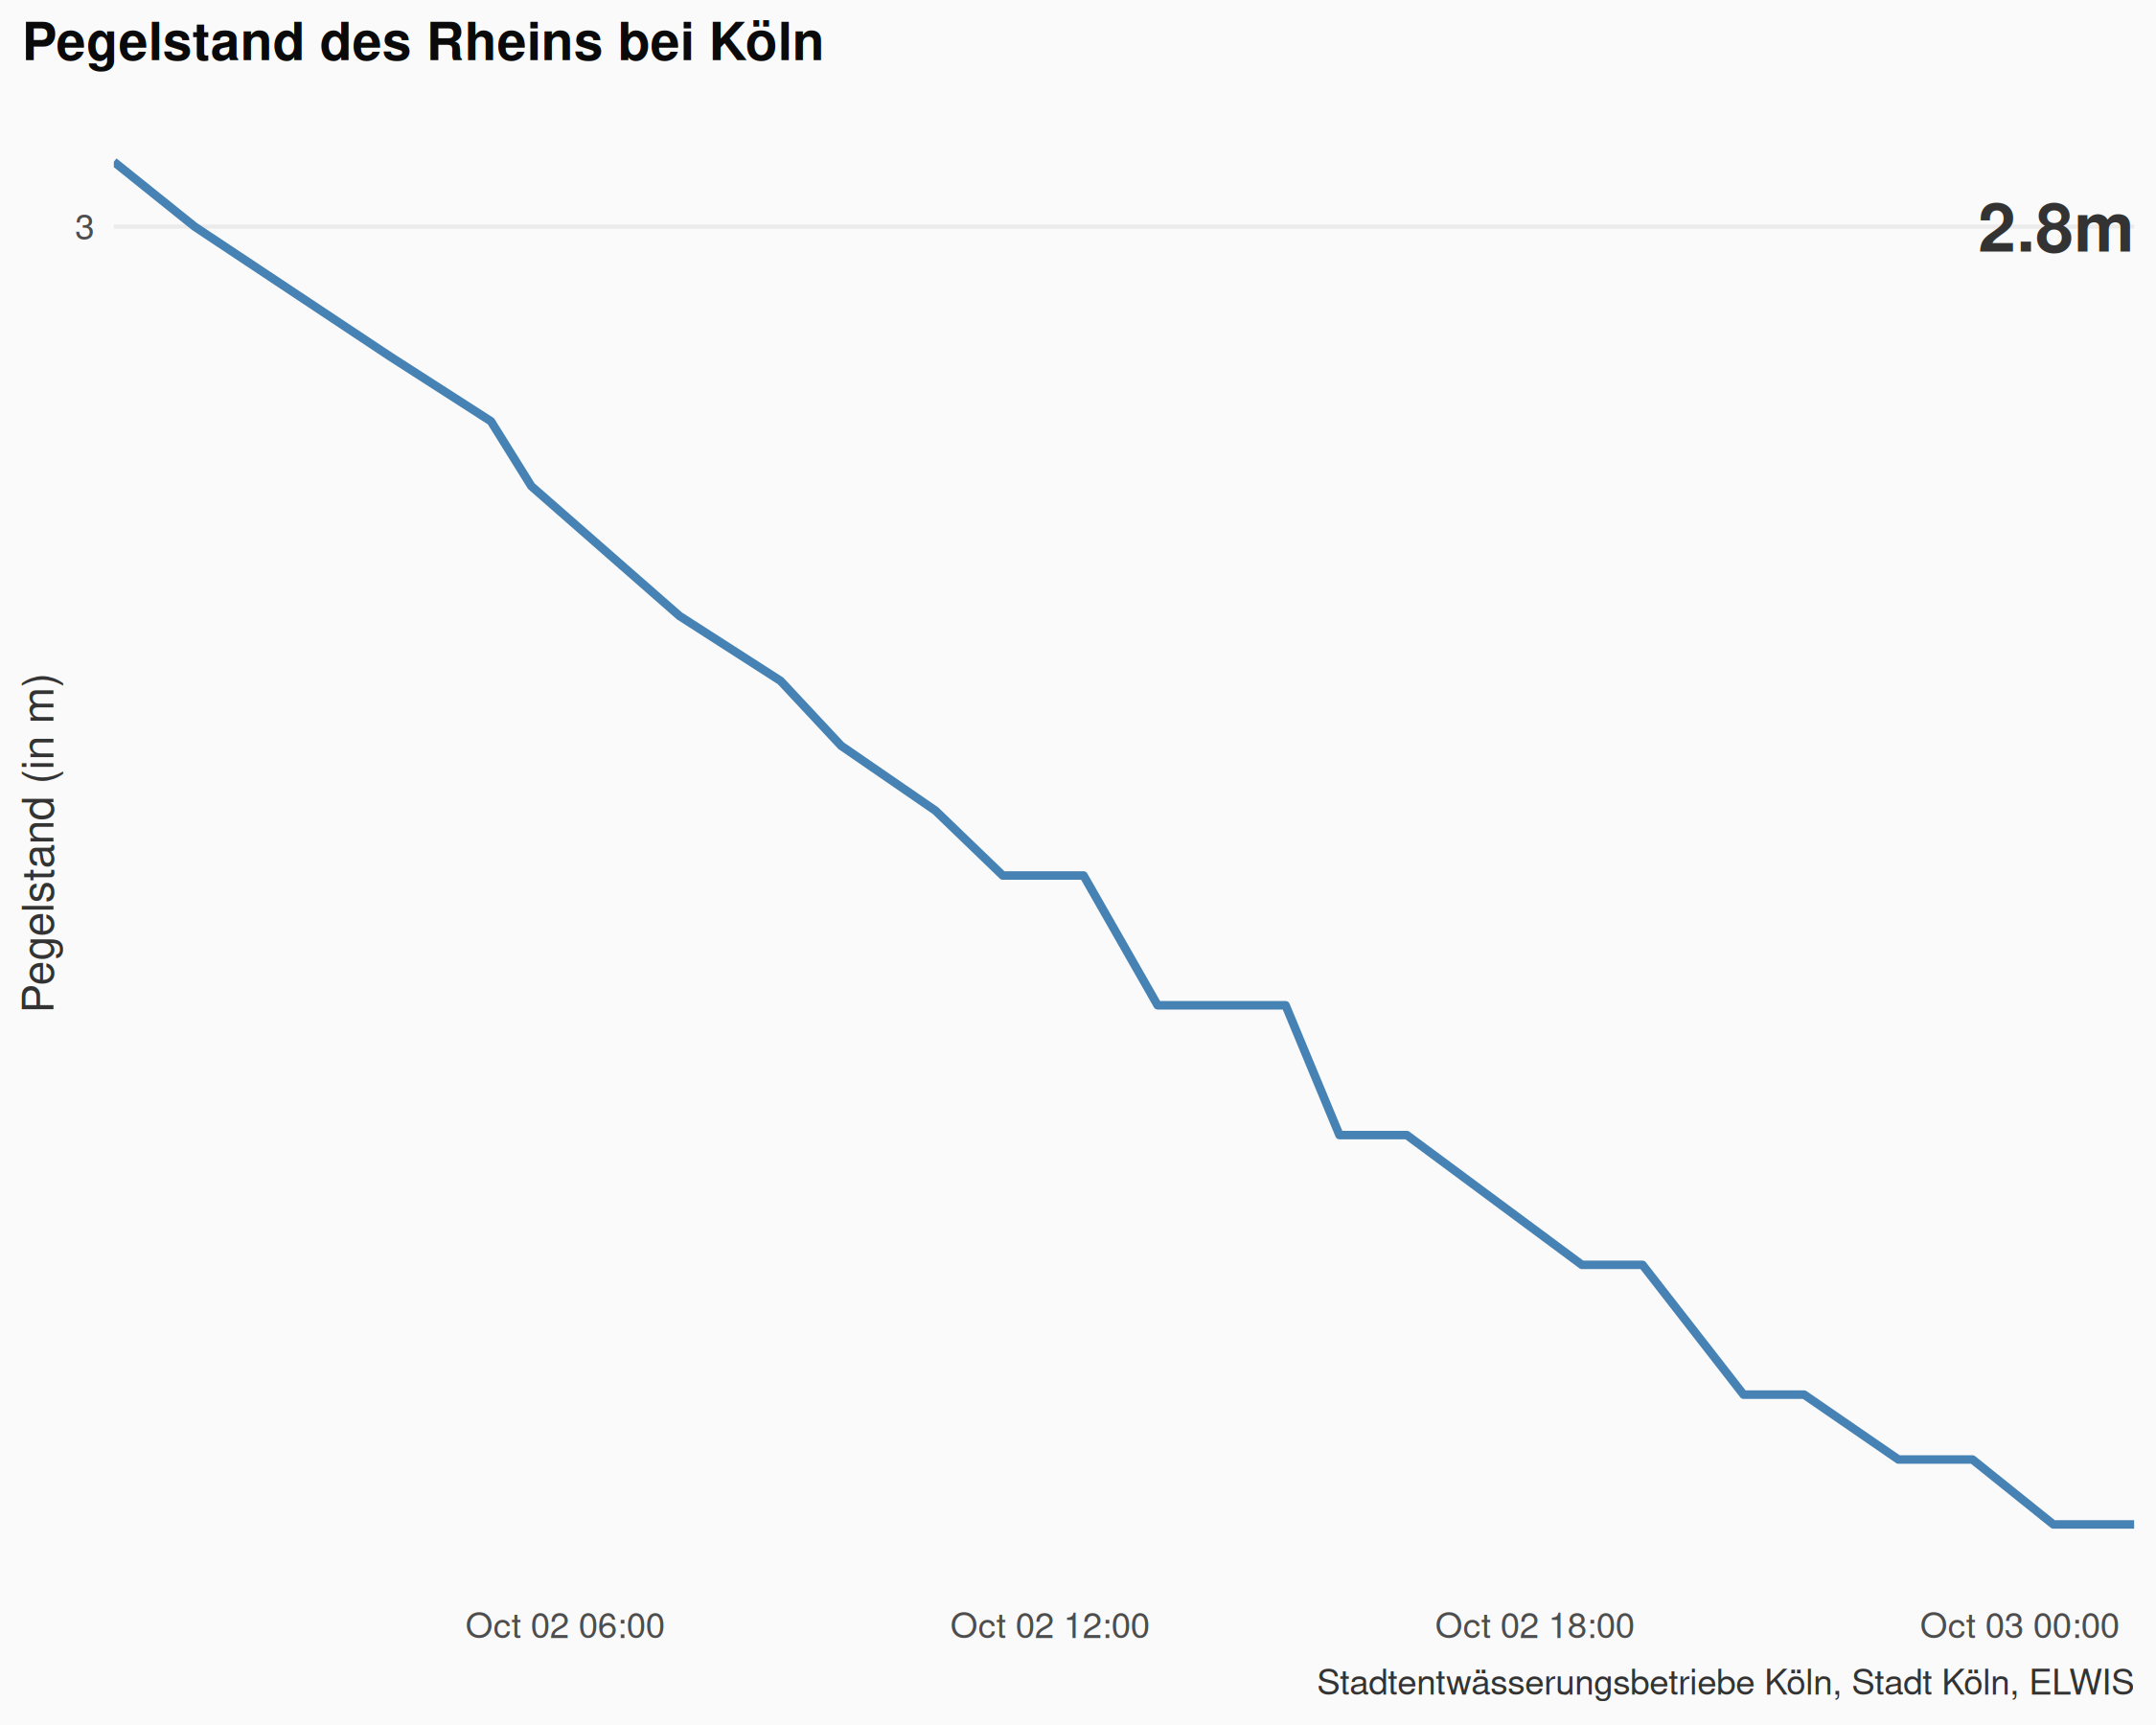 Pegelstand des Rheins bei Köln
3
2.8m
Pegelstand (in m)
Oct 02 06:00
Oct 02 12:00
Oct 02 18:00
Oct 03 00:00
Stadtentwässerungsbetriebe Köln, Stadt Köln, ELWIS